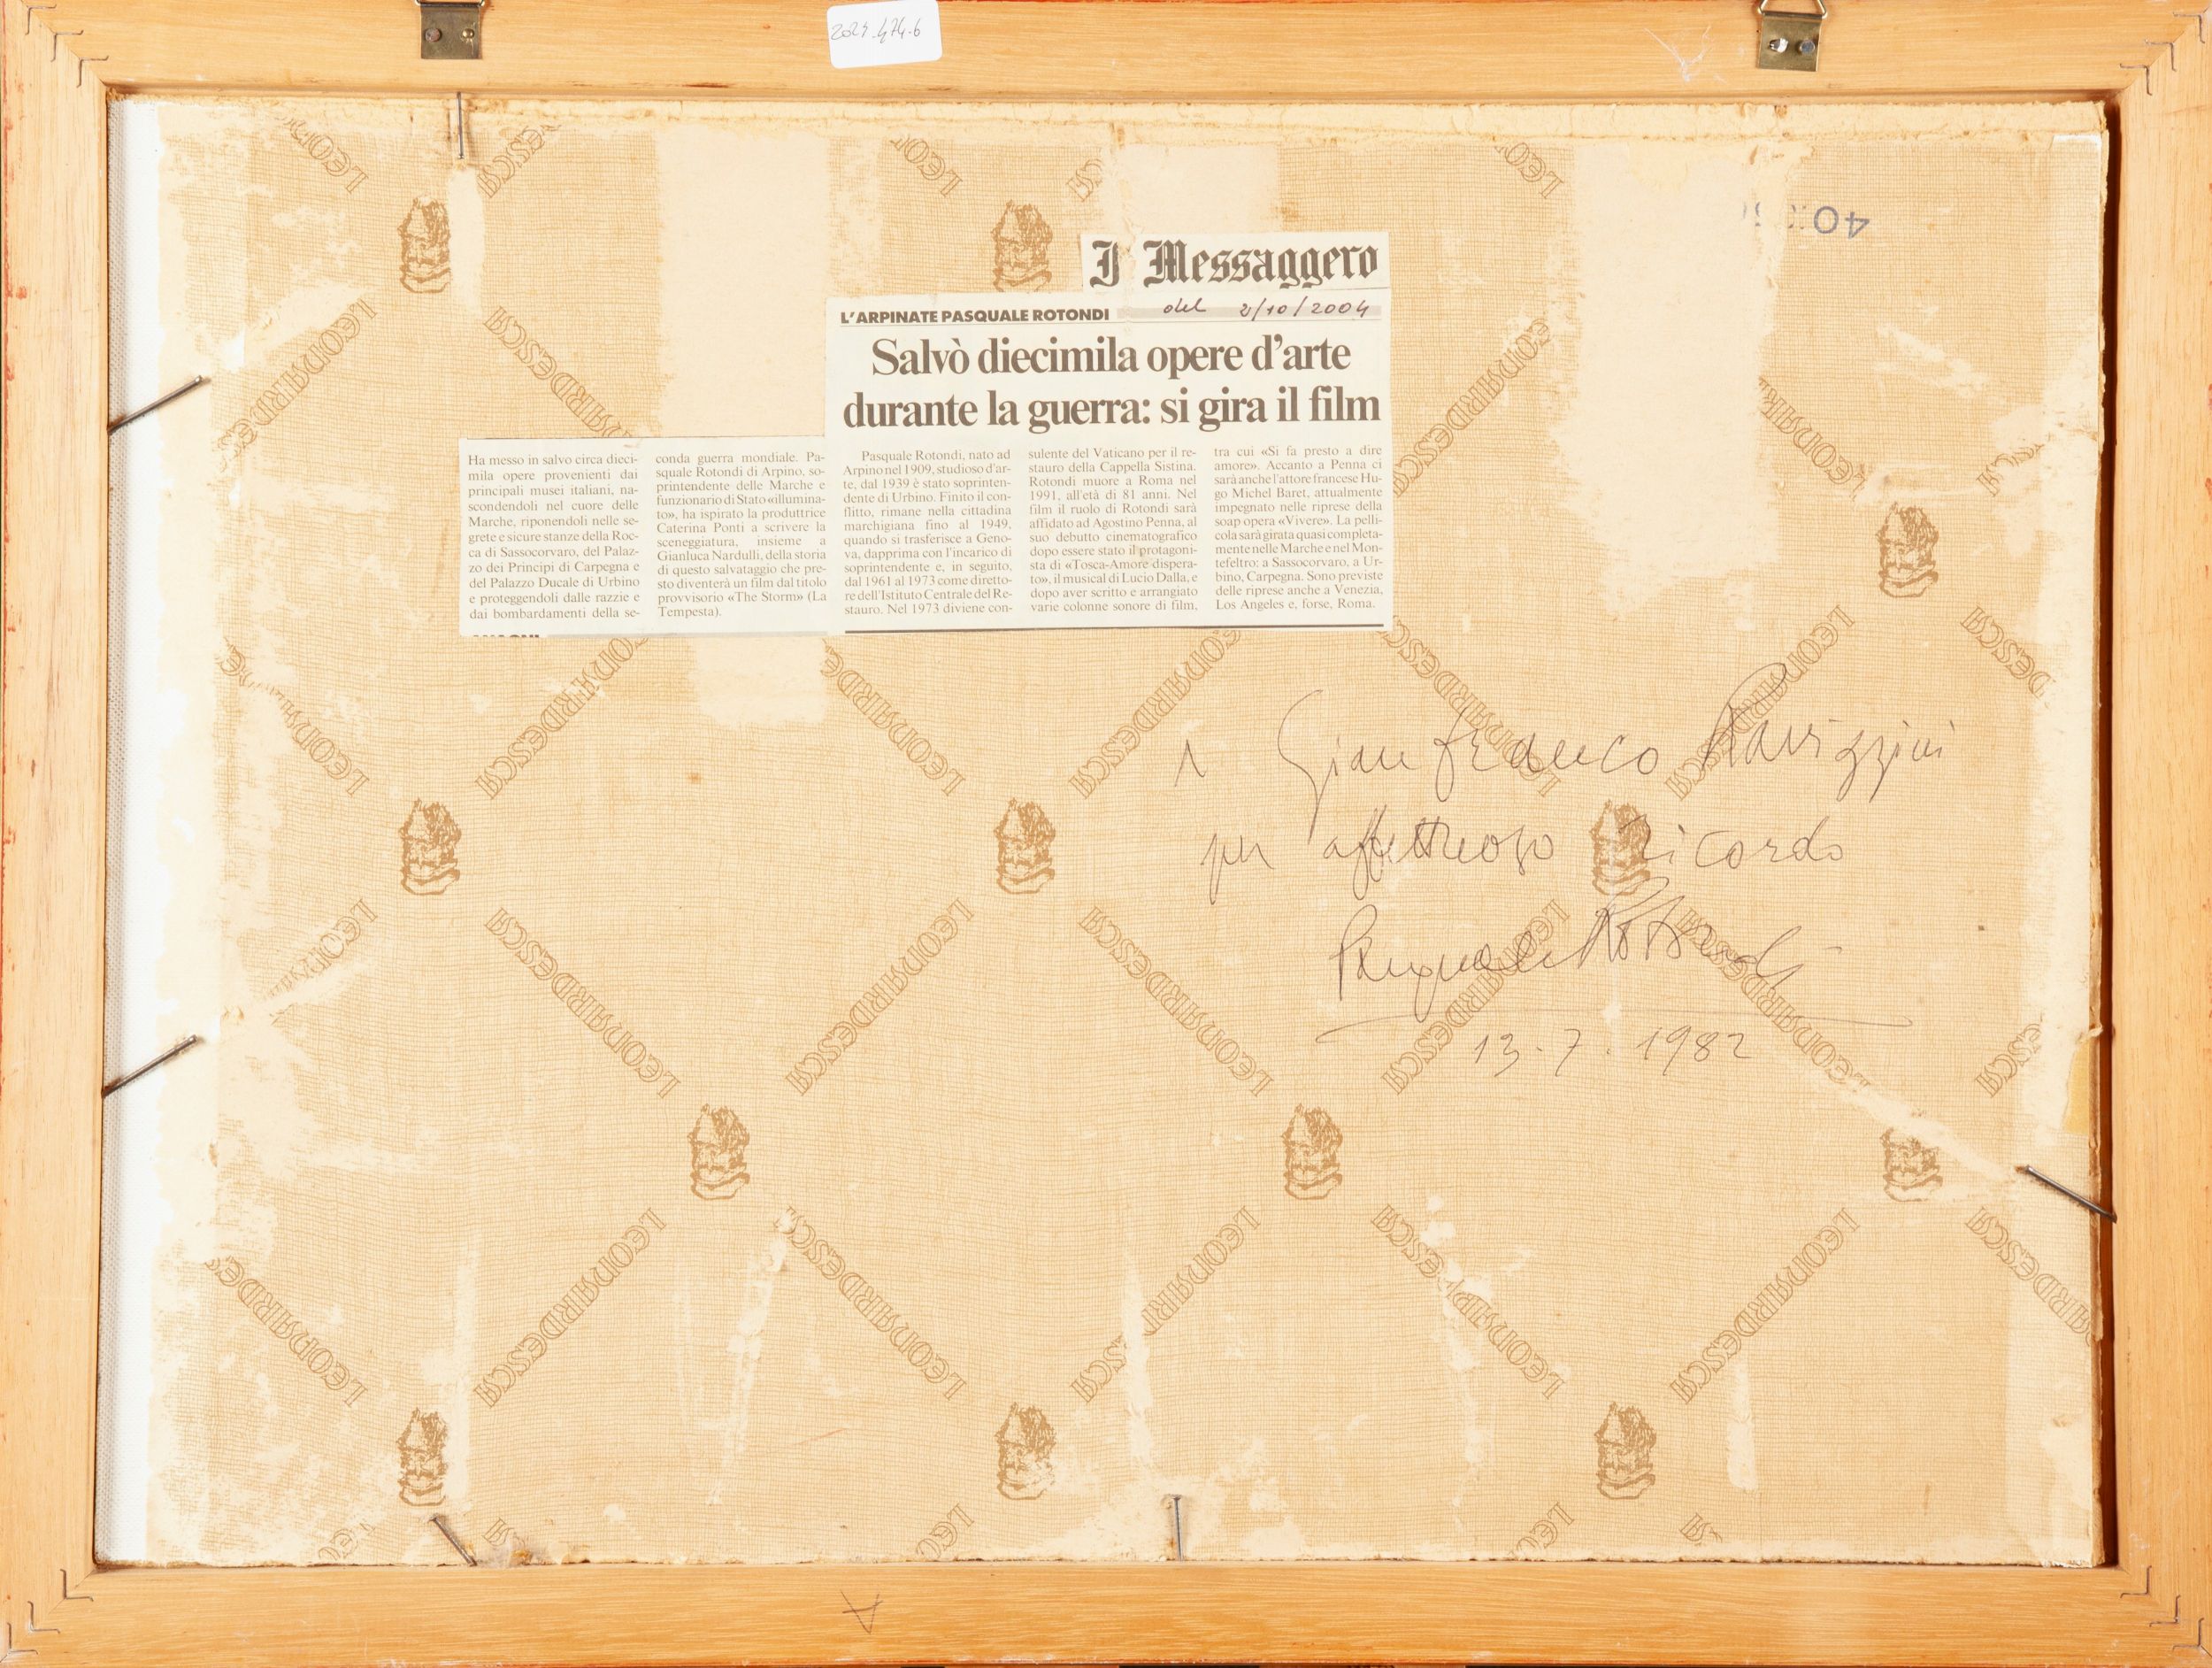 2024.474.6
Il Messaggero
del 2/10/2004
L'ARPINATE PASQUALE ROTONDI
Salvò diecimila opere d'arte
durante la guerra: si gira il film
Ha messo in salvo circa dieci-
mila opere provenienti dai
principali musei italiani, na-
scondendoli nel cuore delle
Marche, riponendoli nelle se-
grete e sicure stanze della Roc-
ca di Sassocorvaro, del Palaz-
zo dei Principi di Carpegna e
del Palazzo Ducale di Urbino
e proteggendoli dalle razzie e
dai bombardamenti della se-
conda guerra mondiale. Pa-
squale Rotondi di Arpino, so-
printendente delle Marche e
funzionario di Stato «illumina-
to», ha ispirato la produttrice
Caterina Ponti a scrivere la
sceneggiatura, insieme a
Gianluca Nardulli, della storia
di questo salvataggio che pre-
sto diventerà un film dal titolo
provvisorio «The Storm» (La
Tempesta).
Pasquale Rotondi, nato ad
Arpino nel 1909, studioso d'ar-
te, dal 1939 è stato soprinten-
dente di Urbino. Finito il con-
flitto, rimane nella cittadina
marchigiana fino al 1949,
quando si trasferisce a Geno-
va, dapprima con l'incarico di
soprintendente e, in seguito,
dal 1961 al 1973 come diretto-
re dell'Istituto Centrale del Re-
stauro. Nel 1973 diviene con-
sulente del Vaticano per il re-
stauro della Cappella Sistina.
Rotondi muore a Roma nel
1991, all'età di 81 anni. Nel
film il ruolo di Rotondi sarà
affidato ad Agostino Penna, al
suo debutto cinematografico
dopo essere stato il protagoni-
sta di «Tosca-Amore dispera-
to», il musical di Lucio Dalla, e
dopo aver scritto e arrangiato
varie colonne sonore di film,
tra cui «Si fa presto a dire
amore». Accanto a Penna ci
sarà anche l'attore francese Hu-
go Michel Baret, attualmente
impegnato nelle riprese della
soap opera «Vivere». La pelli-
cola sarà girata quasi completa-
mente nelle Marche e nel Mon-
tefeltro: a Sassocorvaro, a Ur-
bino, Carpegna. Sono previste
delle riprese anche a Venezia,
Los Angeles e, forse, Roma.
A Gianfranco Ravizzini
per affettuoso ricordo
Pasquale Rotondi
13.7.1982
LEONARDESCA